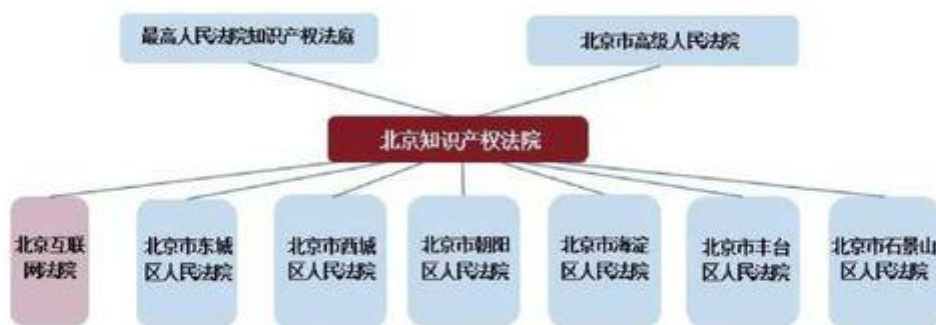 最高人民法院知识产权法庭
北京市高级人民法院
北京知识产权法院
北京互联
网法院
北京市东城
区人民法院
北京市西城
区人民法院
北京市朝阳
区人民法院
北京市海淀
区人民法院
北京市丰台
区人民法院
北京市石景山
区人民法院